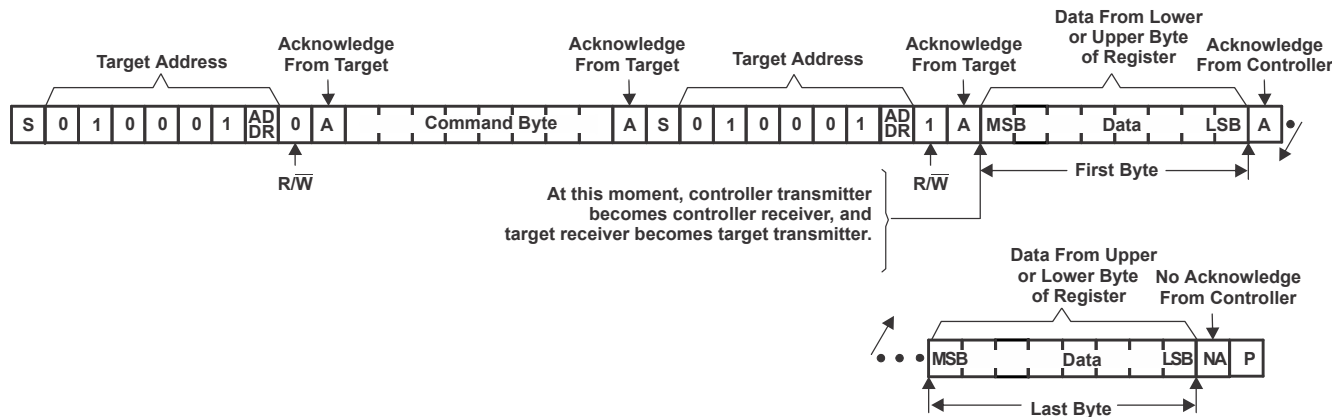 Data From Lower
or Upper Byte
of Register
Acknowledge
From Target
Acknowledge
From Target
Acknowledge
From Target
Acknowledge
From Controller
Target Address
Target Address
S 0 1 0 0 0 1 AD DR 0 A Command Byte A S 0 1 0 0 0 1 AD DR 1 A MSB Data LSB A
R/W̅
R/W̅
First Byte
At this moment, controller transmitter
becomes controller receiver, and
target receiver becomes target transmitter.
Data From Upper
or Lower Byte
of Register
No Acknowledge
From Controller
MSB Data LSB NA P
Last Byte